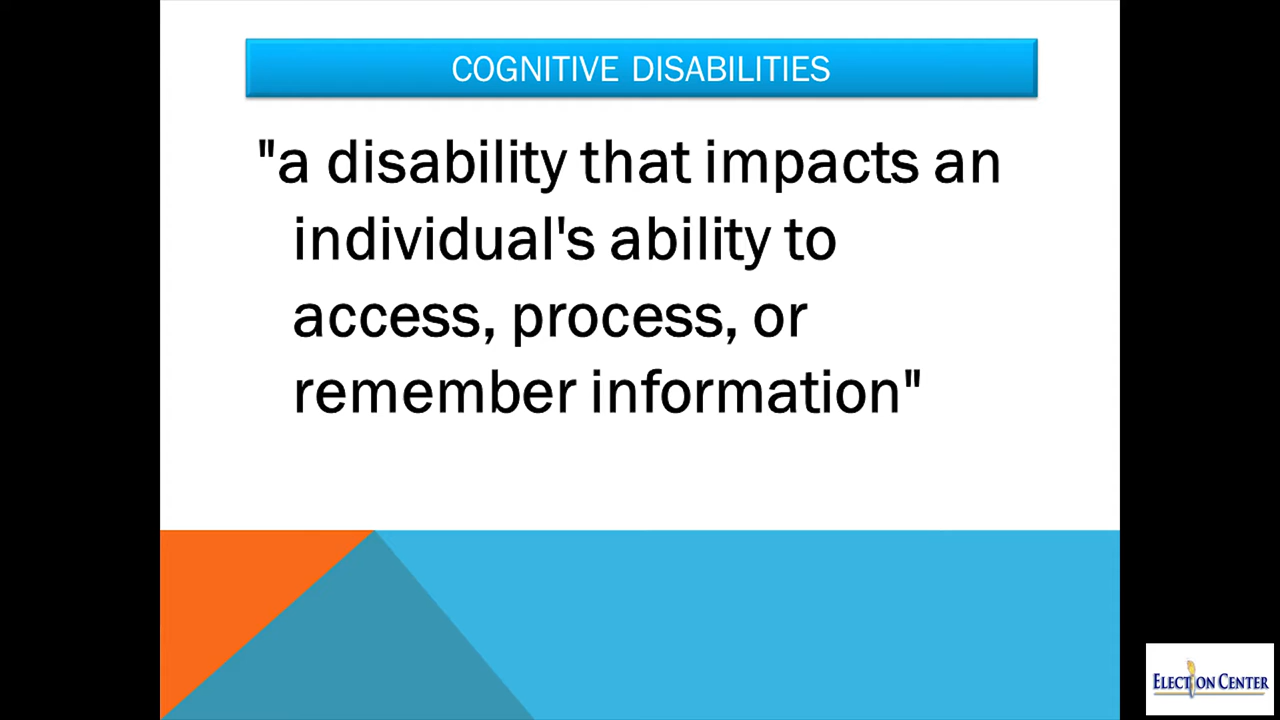 COGNITIVE DISABILITIES
"a disability that impacts an
individual's ability to
access, process, or
remember information"
ELECTION CENTER